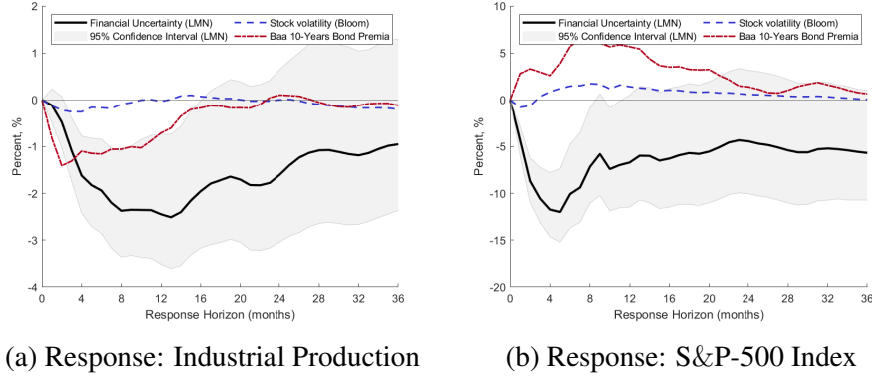 Financial Uncertainty (LMN)
95% Confidence Interval (LMN)
Stock volatility (Bloom)
Baa 10-Years Bond Premia
Percent, %
2
1
0
-1
-2
-3
-4
0 4 8 12 16 20 24 28 32 36
Response Horizon (months)
(a) Response: Industrial Production
Financial Uncertainty (LMN)
95% Confidence Interval (LMN)
Stock volatility (Bloom)
Baa 10-Years Bond Premia
Percent, %
10
5
0
-5
-10
-15
-20
0 4 8 12 16 20 24 28 32 36
Response Horizon (months)
(b) Response: S&P-500 Index